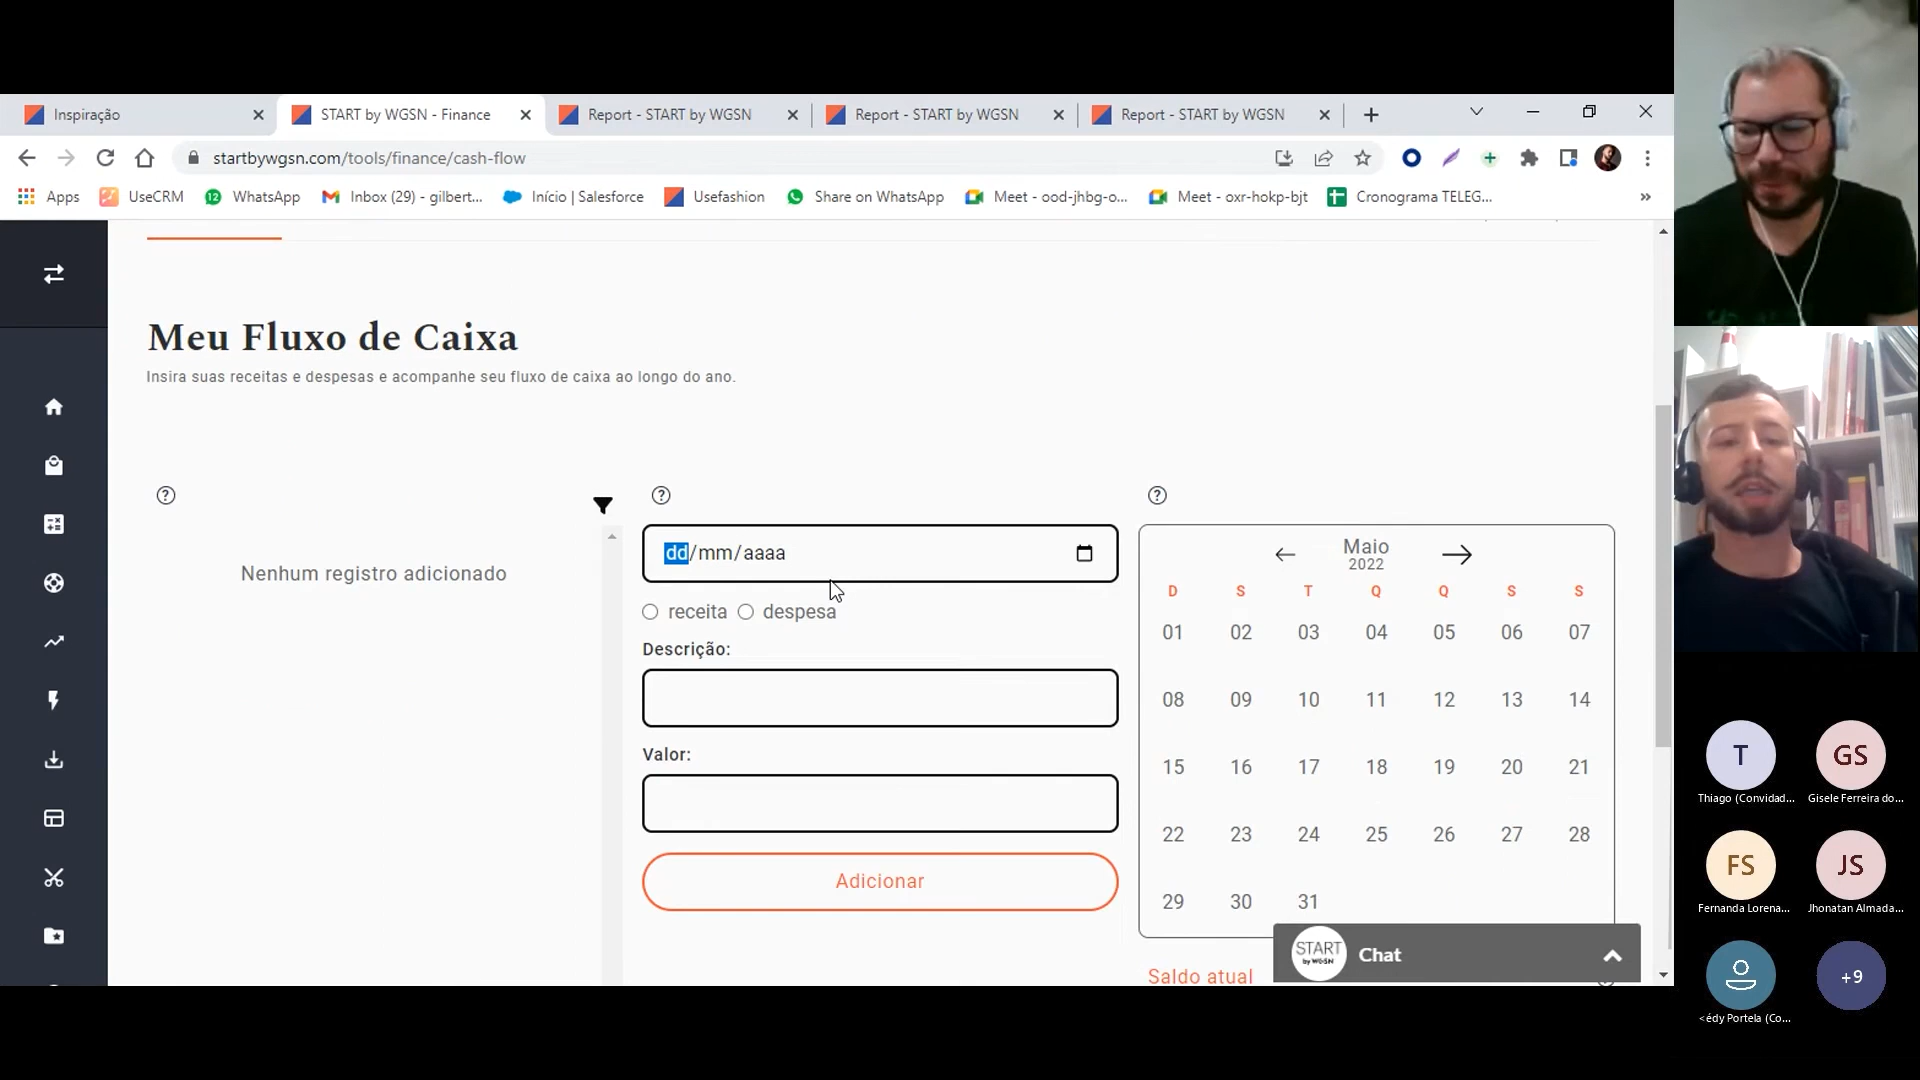 Inspiração
START by WGSN - Finance
Report - START by WGSN
Report - START by WGSN
Report - START by WGSN
startbywgsn.com/tools/finance/cash-flow
Apps
UseCRM
12
WhatsApp
Inbox (29) - gilbert...
Início | Salesforce
Usefashion
Share on WhatsApp
Meet - ood-jhbg-o...
Meet - oxr-hokp-bjt
Cronograma TELEG...
»
Meu Fluxo de Caixa
Insira suas receitas e despesas e acompanhe seu fluxo de caixa ao longo do ano.
Nenhum registro adicionado
dd/mm/aaaa
receita
despesa
Descrição:
Valor:
Adicionar
Maio
2022
D S T Q Q S S
01 02 03 04 05 06 07
08 09 10 11 12 13 14
15 16 17 18 19 20 21
22 23 24 25 26 27 28
29 30 31
Saldo atual
START
by WGSN
Chat
T
Thiago (Convidad...
GS
Gisele Ferreira do...
FS
Fernanda Lorena...
JS
Jhonatan Almada...
<édy Portela (Co...
+9